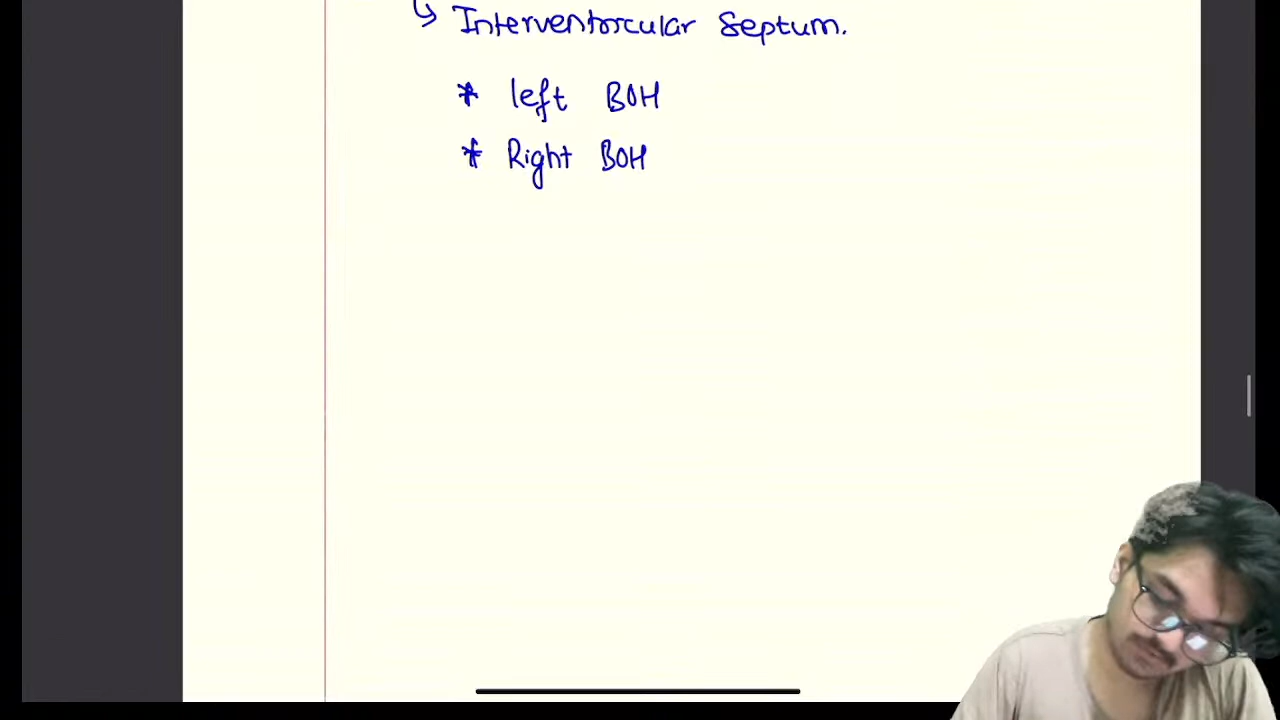 ↳ Interventricular Septum.
* left BOH
* Right BOH